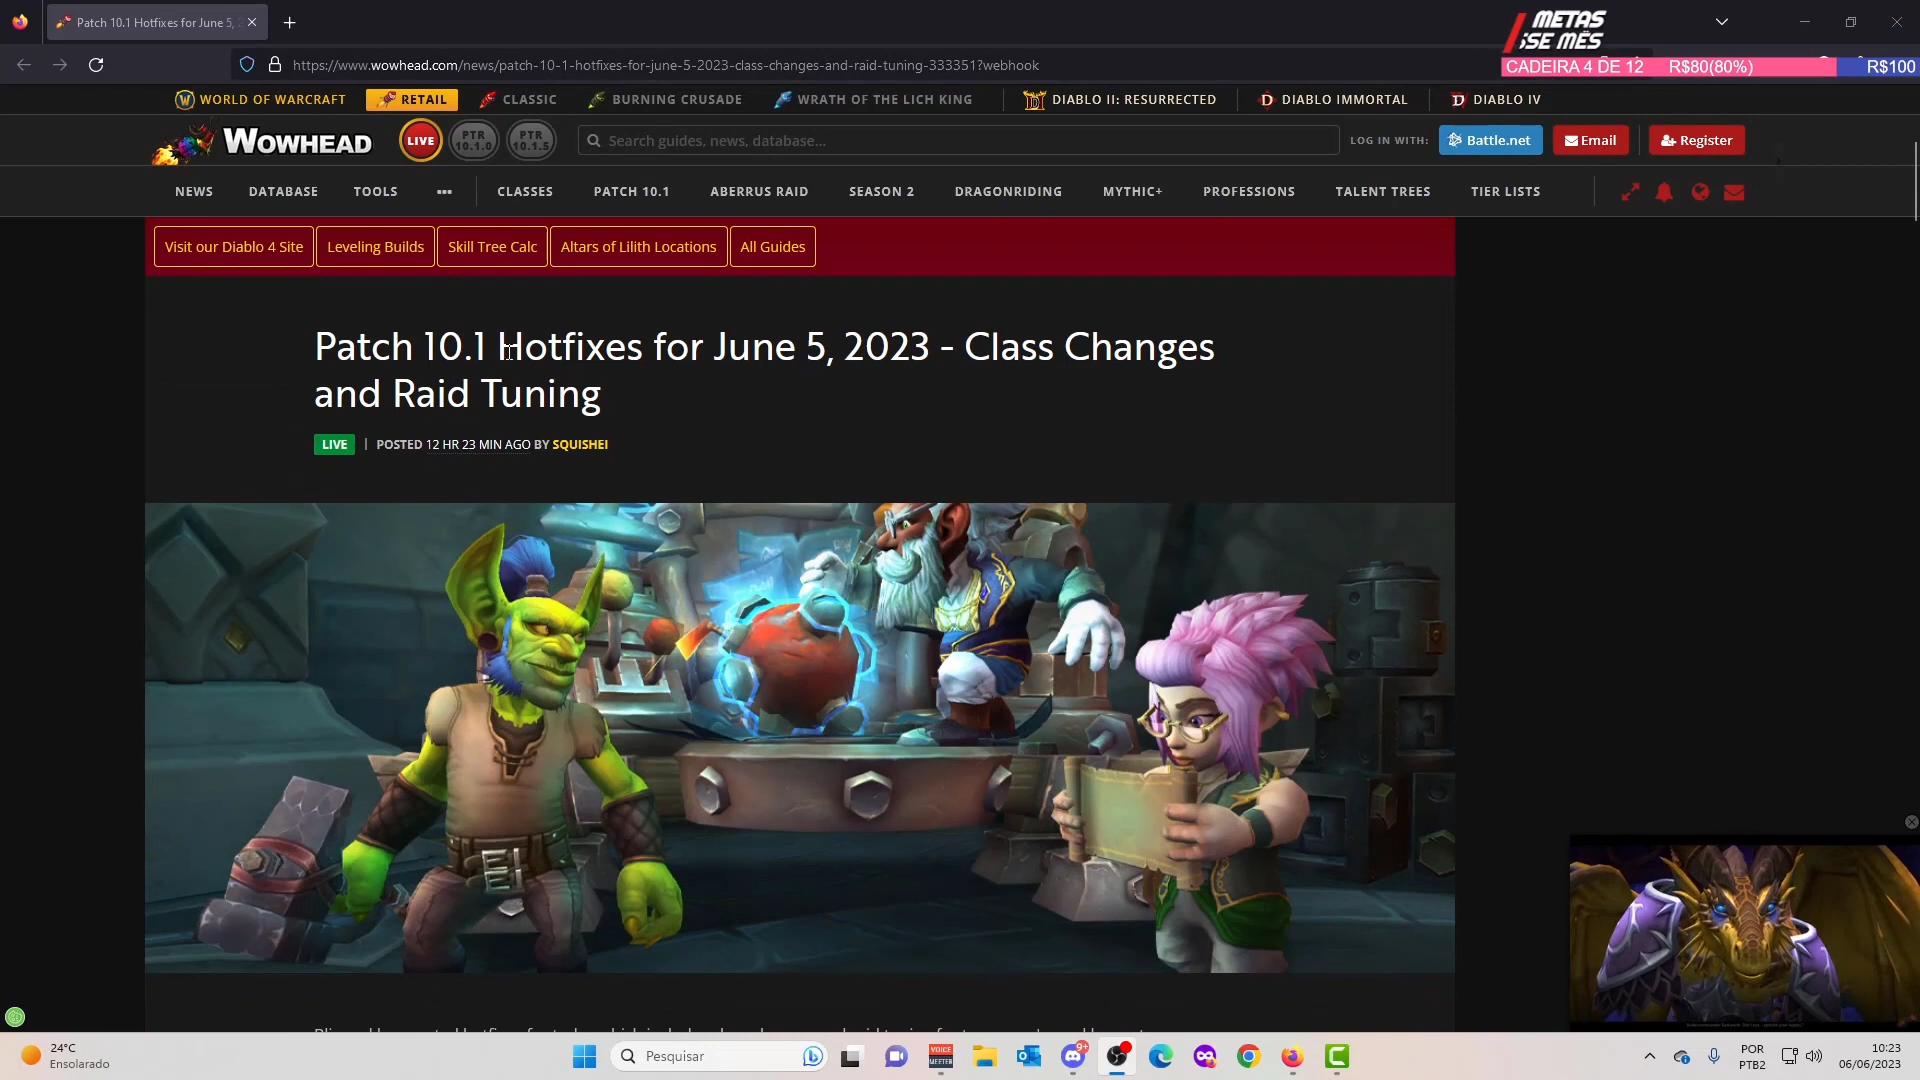 Patch 10.1 Hotfixes for June 5, 
METAS
ISE MÊS
https://www.wowhead.com/news/patch-10-1-hotfixes-for-june-5-2023-class-changes-and-raid-tuning-333351?webhook
CADEIRA 4 DE 12 R$80(80%) R$100
WORLD OF WARCRAFT RETAIL CLASSIC BURNING CRUSADE WRATH OF THE LICH KING DIABLO II: RESURRECTED DIABLO IMMORTAL DIABLO IV
WOWHEAD LIVE PTR 10.1.0 PTR 10.1.5 Search guides, news, database... LOG IN WITH: Battle.net Email Register
NEWS DATABASE TOOLS ••• CLASSES PATCH 10.1 ABERRUS RAID SEASON 2 DRAGONRIDING MYTHIC+ PROFESSIONS TALENT TREES TIER LISTS
Visit our Diablo 4 Site Leveling Builds Skill Tree Calc Altars of Lilith Locations All Guides
Patch 10.1 Hotfixes for June 5, 2023 - Class Changes
and Raid Tuning
LIVE | POSTED 12 HR 23 MIN AGO BY SQUISHEI
24°C
Ensolarado
Pesquisar
VOICE
MEETER
9+
POR
PTB2
10:23
06/06/2023